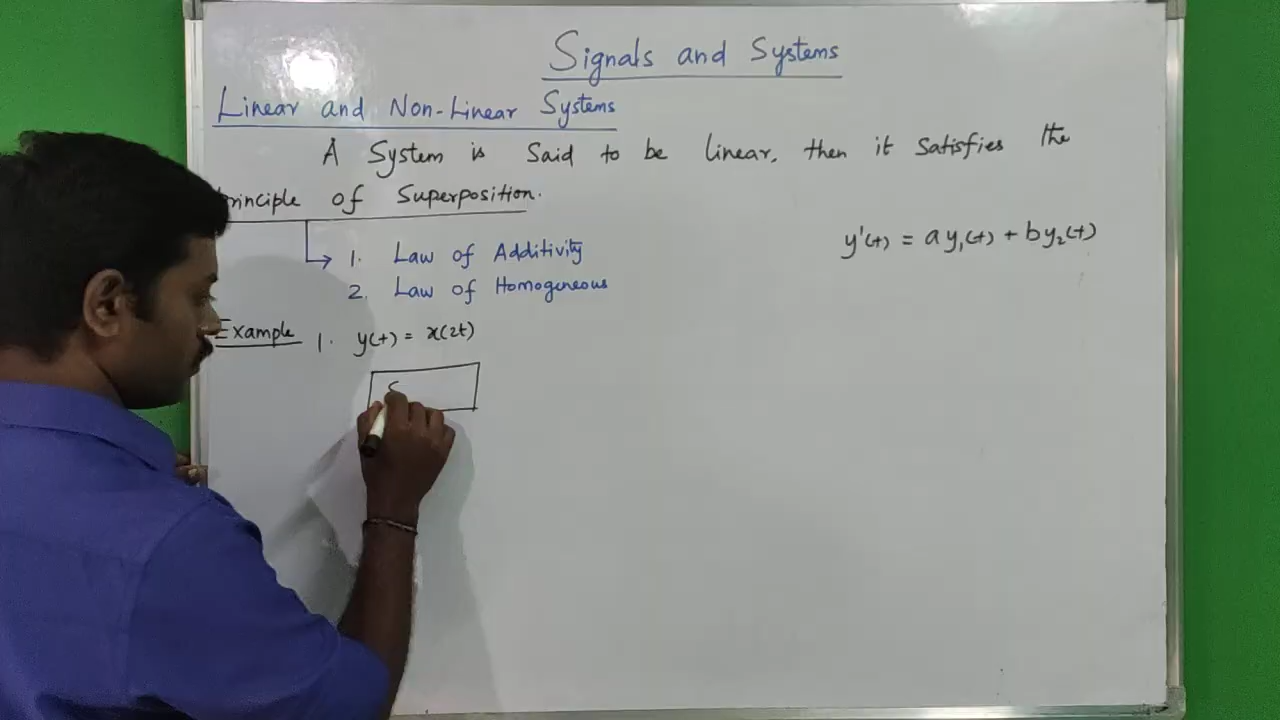 Signals and Systems
Linear and Non-Linear Systems
A System is Said to be linear, then it Satisfies the
principle of Superposition.
1. Law of Additivity
2. Law of Homogeneous
y'(t) = a y₁(t) + b y₂(t)
Example 1. y(t) = x(2t)
S